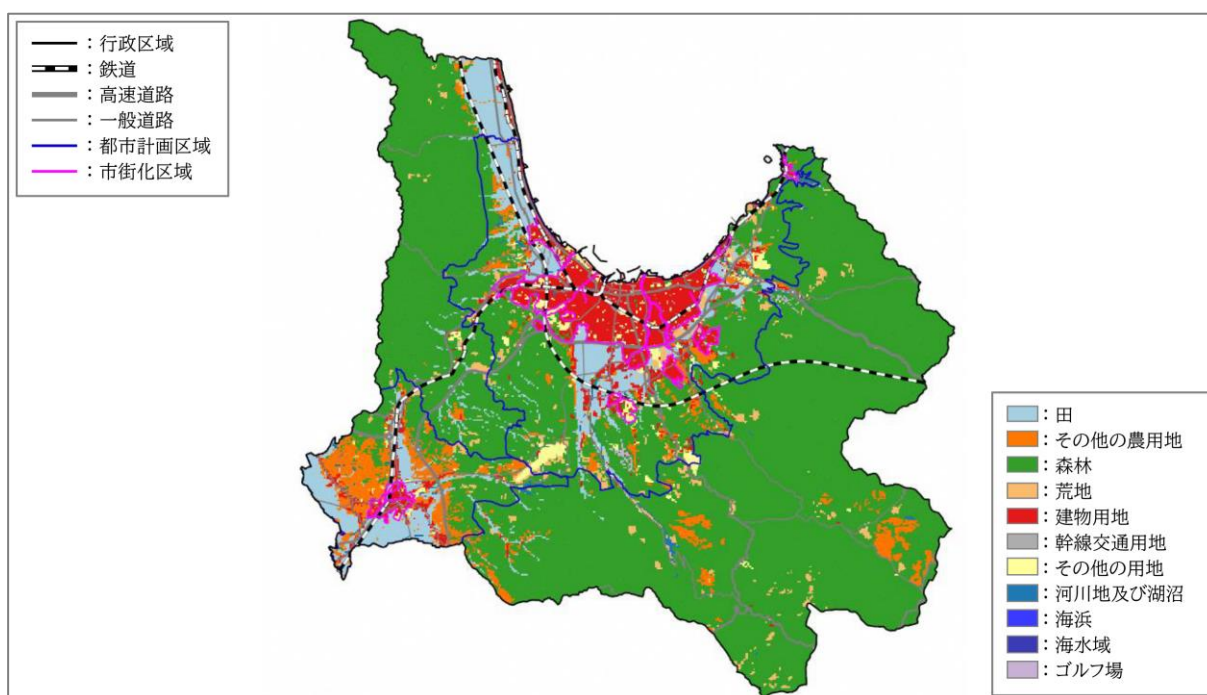 ：行政区域
：鉄道
：高速道路
：一般道路
：都市計画区域
：市街化区域
：田
：その他の農用地
：森林
：荒地
：建物用地
：幹線交通用地
：その他の用地
：河川地及び湖沼
：海浜
：海水域
：ゴルフ場